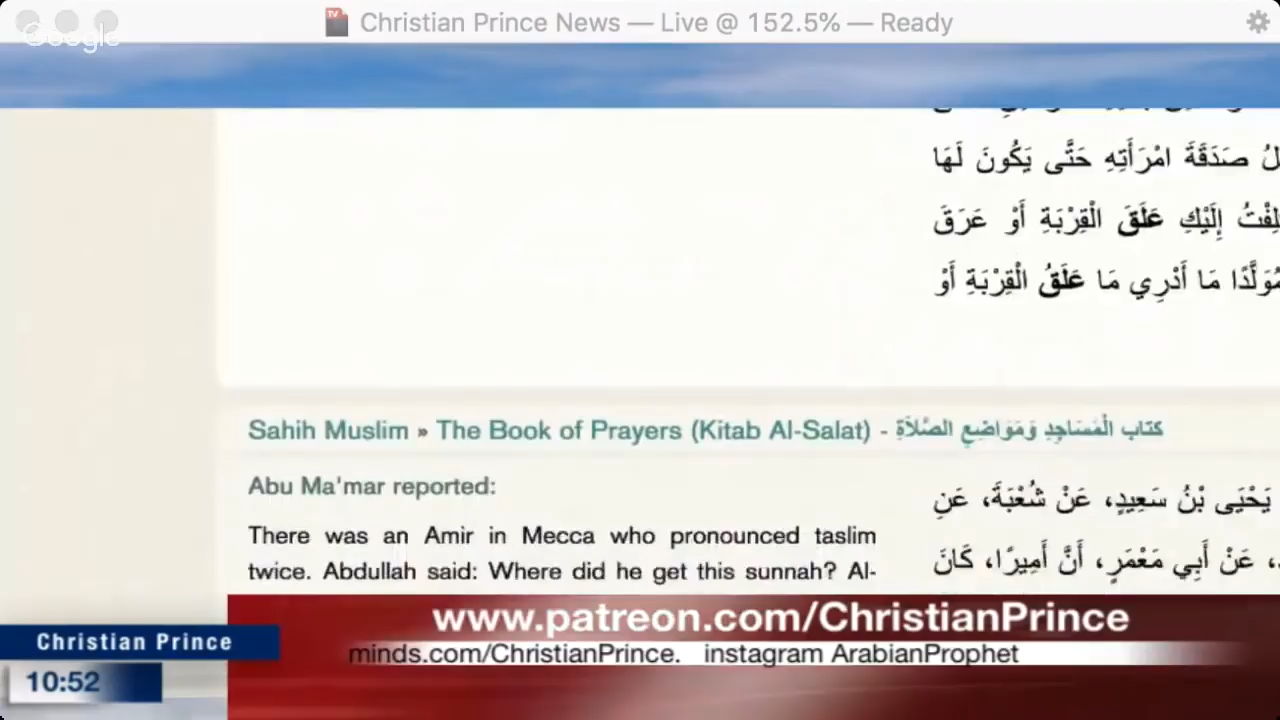 Christian Prince News — Live @ 152.5% — Ready
Google
صَدَقَةَ امْرَأَتِهِ حَتَّى يَكُونَ لَهَا
إِلَيْكِ عَلَقَ الْقِرْبَةِ أَوْ عَرَقَ
مَا أَدْرِي مَا عَلَقُ الْقِرْبَةِ أَوْ
Sahih Muslim » The Book of Prayers (Kitab Al-Salat) - كتاب الْمَسَاجِدِ وَمَوَاضِعِ الصَّلاَةِ
Abu Ma'mar reported:
There was an Amir in Mecca who pronounced taslim
twice. Abdullah said: Where did he get this sunnah? Al-
يَحْيَى بْنُ سَعِيدٍ، عَنْ شُعْبَةَ، عَنِ
عَنْ أَبِي مَعْمَرٍ، أَنَّ أَمِيرًا، كَانَ
www.patreon.com/ChristianPrince
minds.com/ChristianPrince. instagram ArabianProphet
Christian Prince
10:52